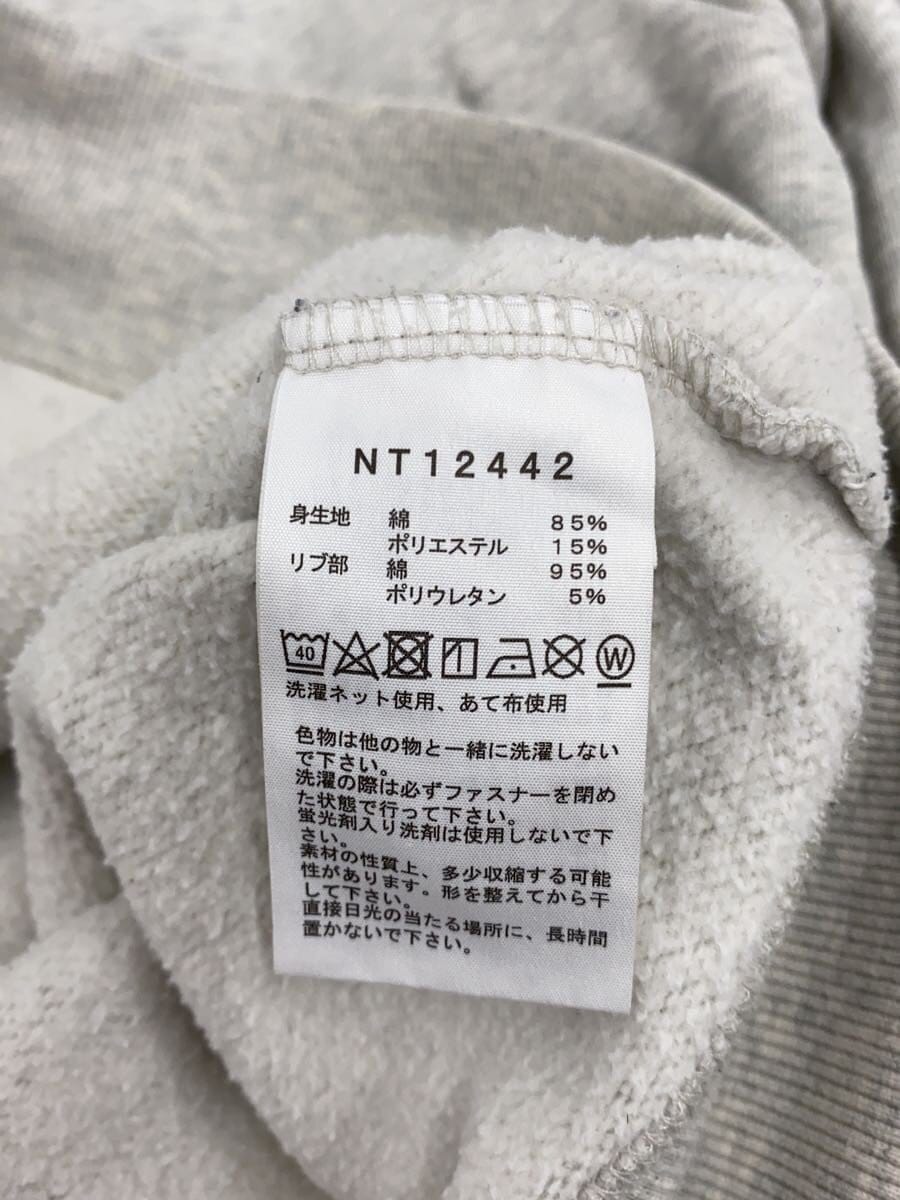 NT12442
身生地 綿 85%
ポリエステル 15%
リブ部 綿 95%
ポリウレタン 5%
40 W
洗濯ネット使用、あて布使用
色物は他の物と一緒に洗濯しない
で下さい。
洗濯の際は必ずファスナーを閉め
た状態で行って下さい。
蛍光剤入り洗剤は使用しないで下
さい。
素材の性質上、多少収縮する可能
性があります。形を整えてから干
して下さい。
直接日光の当たる場所に、長時間
置かないで下さい。